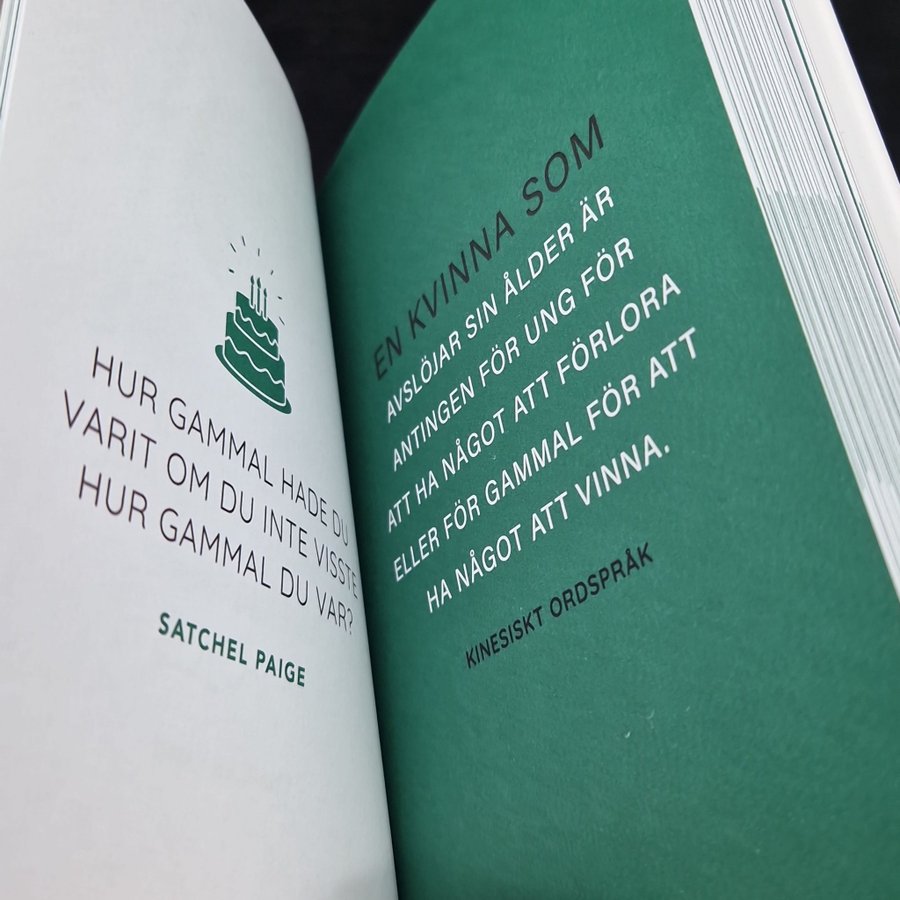 HUR GAMMAL HADE DU
VARIT OM DU INTE VISSTE
HUR GAMMAL DU VAR?
SATCHEL PAIGE
EN KVINNA SOM
AVSLÖJAR SIN ÅLDER ÄR
ANTINGEN FÖR UNG FÖR
ATT HA NÅGOT ATT FÖRLORA
ELLER FÖR GAMMAL FÖR ATT
HA NÅGOT ATT VINNA.
KINESISKT ORDSPRÅK